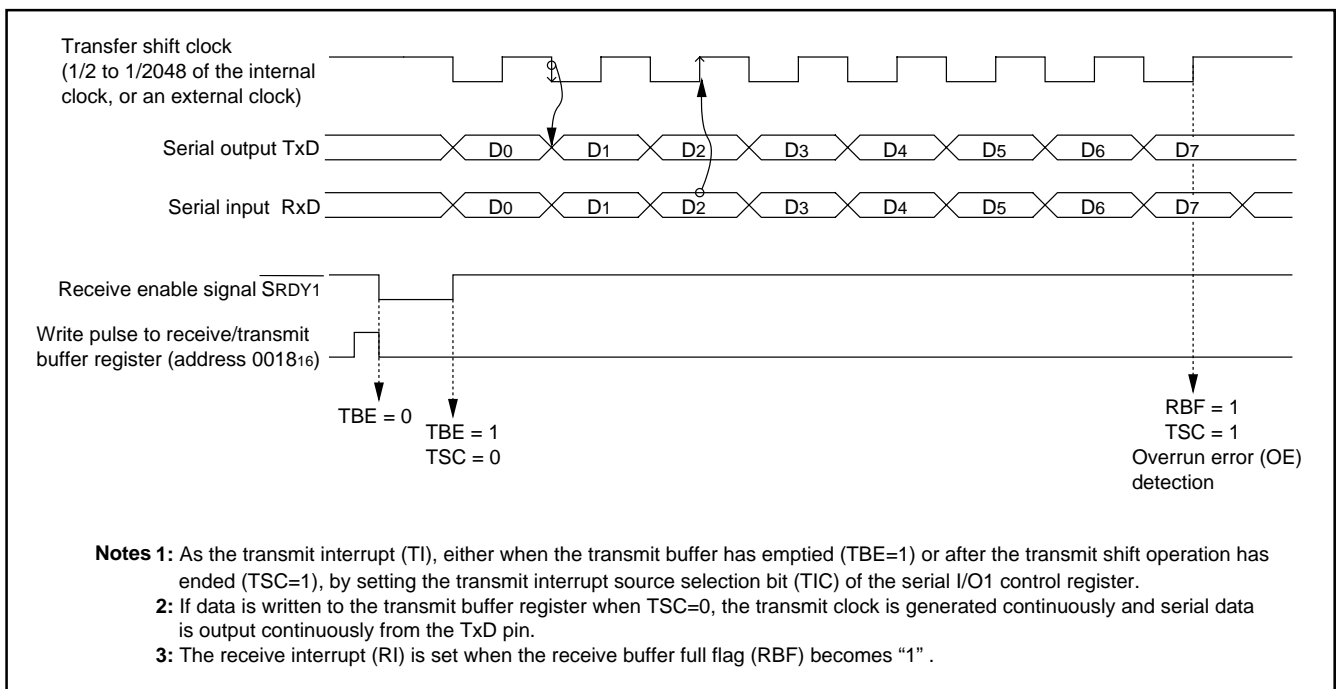 Transfer shift clock
(1/2 to 1/2048 of the internal
clock, or an external clock)
Serial output TxD
D0 D1 D2 D3 D4 D5 D6 D7
Serial input RxD
D0 D1 D2 D3 D4 D5 D6 D7
Receive enable signal SRDY1
Write pulse to receive/transmit
buffer register (address 001816)
TBE = 0
TBE = 1
TSC = 0
RBF = 1
TSC = 1
Overrun error (OE)
detection
Notes 1: As the transmit interrupt (TI), either when the transmit buffer has emptied (TBE=1) or after the transmit shift operation has
ended (TSC=1), by setting the transmit interrupt source selection bit (TIC) of the serial I/O1 control register.
2: If data is written to the transmit buffer register when TSC=0, the transmit clock is generated continuously and serial data
is output continuously from the TxD pin.
3: The receive interrupt (RI) is set when the receive buffer full flag (RBF) becomes “1” .